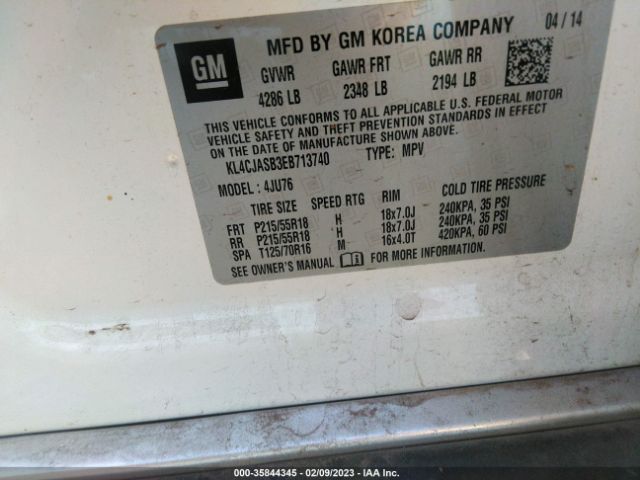 GM
MFD BY GM KOREA COMPANY 04 / 14
GVWR GAWR FRT GAWR RR
4286 LB 2348 LB 2194 LB
THIS VEHICLE CONFORMS TO ALL APPLICABLE U.S. FEDERAL MOTOR
VEHICLE SAFETY AND THEFT PREVENTION STANDARDS IN EFFECT
ON THE DATE OF MANUFACTURE SHOWN ABOVE.
KL4CJASB3EB713740 TYPE: MPV
MODEL: 4JU76
TIRE SIZE SPEED RTG RIM COLD TIRE PRESSURE
FRT P215/55R18 H 18x7.0J 240KPA, 35 PSI
RR P215/55R18 H 18x7.0J 240KPA, 35 PSI
SPA T125/70R16 M 16x4.0T 420KPA, 60 PSI
SEE OWNER'S MANUAL FOR MORE INFORMATION
000-35844345 - 02/09/2023 - IAA Inc.